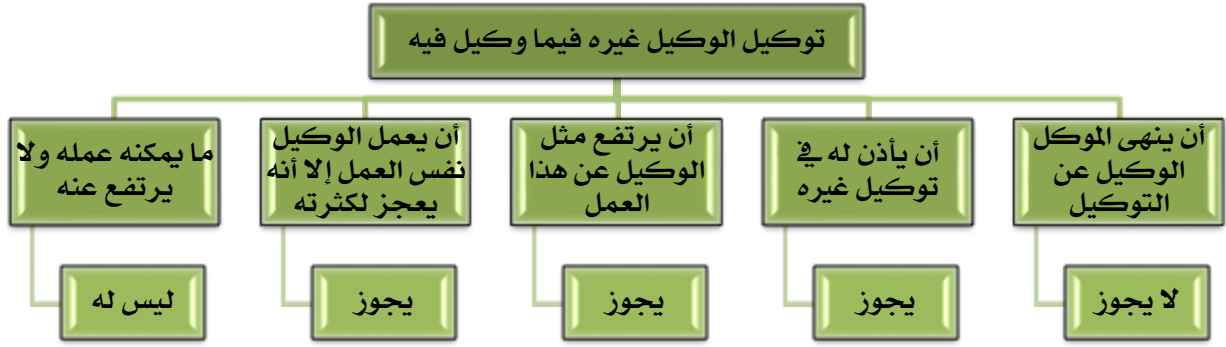 توكيل الوكيل غيره فيما وكيل فيه
أن ينهى الموكل
الوكيل عن
التوكيل
لا يجوز
أن يأذن له في
توكيل غيره
يجوز
أن يرتفع مثل
الوكيل عن هذا
العمل
يجوز
أن يعمل الوكيل
نفس العمل إلا أنه
يعجز لكثرته
يجوز
ما يمكنه عمله ولا
يرتفع عنه
ليس له